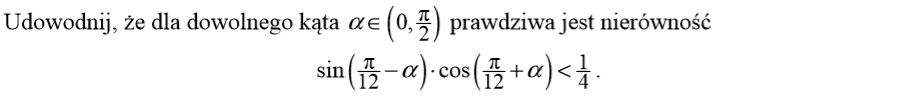 Udowodnij, że dla dowolnego kąta α∈(0, π/2) prawdziwa jest nierówność
sin(π/12 − α)·cos(π/12 + α) < 1/4.